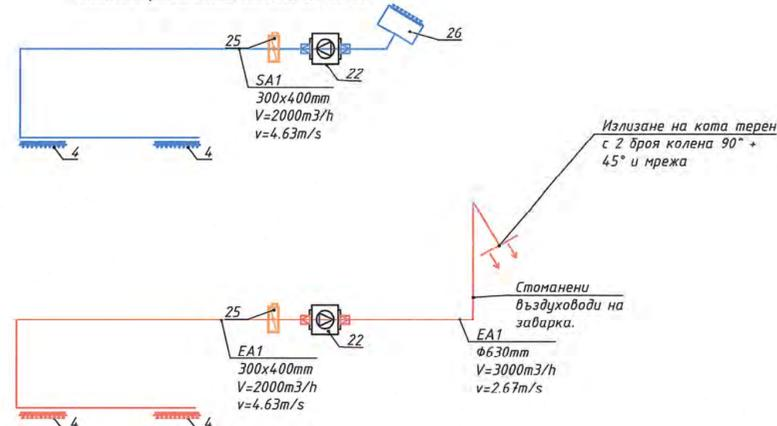 25
26
22
SA1
300x400mm
V=2000m3/h
v=4.63m/s
4
4
Излизане на кота терен
с 2 броя колена 90° +
45° и мрежа
Стоманени
въздуховоди на
заварка.
25
22
EA1
300x400mm
V=2000m3/h
v=4.63m/s
EA1
Ф630mm
V=3000m3/h
v=2.67m/s
4
4